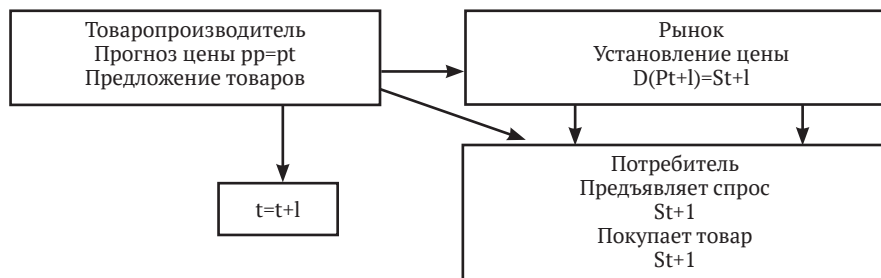 Товаропроизводитель
Прогноз цены pp=pt
Предложение товаров
Рынок
Установление цены
D(Pt+l)=St+l
t=t+l
Потребитель
Предъявляет спрос
St+1
Покупает товар
St+1